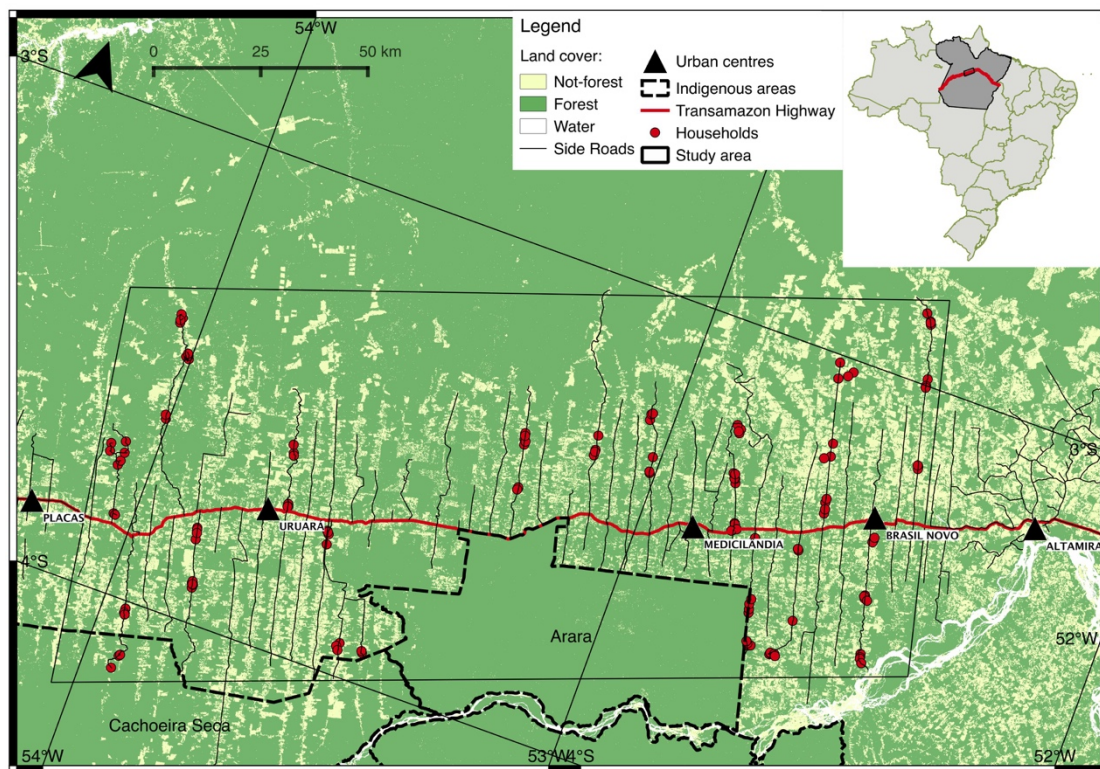 54°W
3°S
0 25 50 km
Legend
Land cover:
Not-forest
Forest
Water
Side Roads
Urban centres
Indigenous areas
Transamazon Highway
Households
Study area
3°S
PLACAS
URUARA
MEDICILANDIA
BRASIL NOVO
ALTAMIRA
4°S
Arara
52°W
Cachoeira Seca
54°W
53°W
4°S
52°W